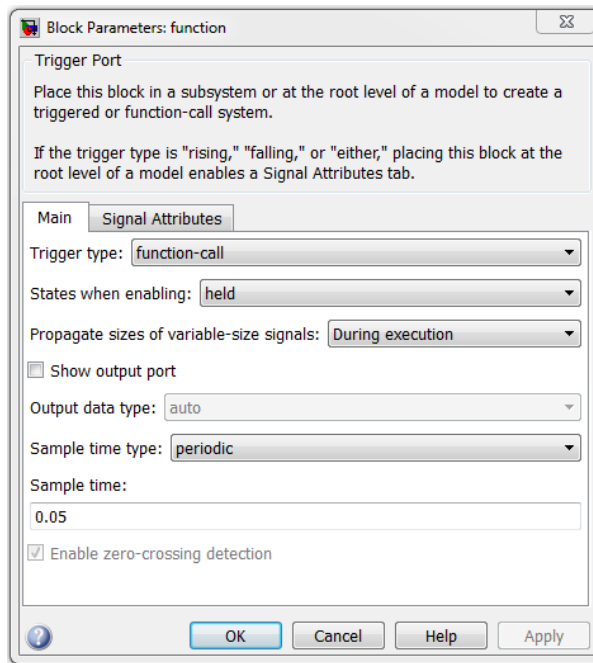 Block Parameters: function
Trigger Port
Place this block in a subsystem or at the root level of a model to create a
triggered or function-call system.
If the trigger type is "rising," "falling," or "either," placing this block at the
root level of a model enables a Signal Attributes tab.
Main Signal Attributes
Trigger type: function-call
States when enabling: held
Propagate sizes of variable-size signals: During execution
Show output port
Output data type: auto
Sample time type: periodic
Sample time:
0.05
Enable zero-crossing detection
? OK Cancel Help Apply